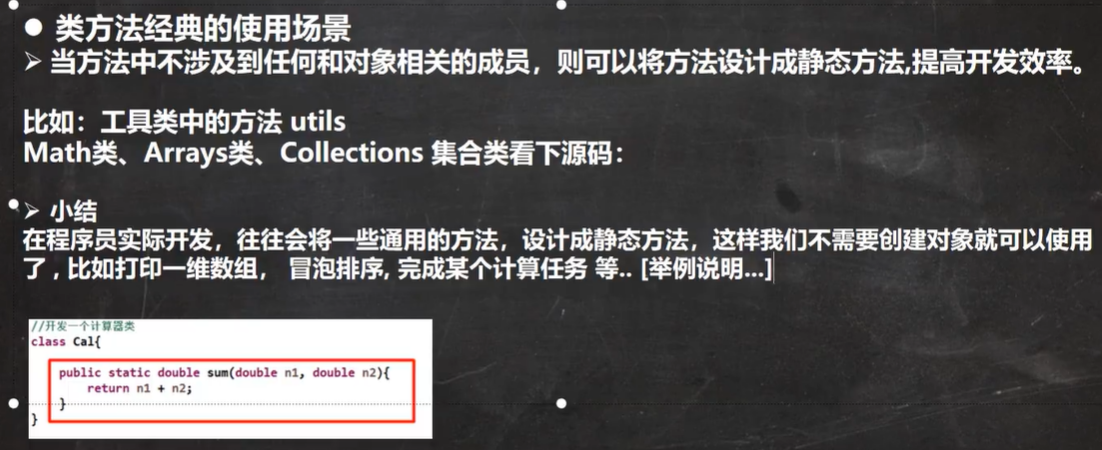 ● 类方法经典的使用场景
➢ 当方法中不涉及到任何和对象相关的成员，则可以将方法设计成静态方法,提高开发效率。
比如：工具类中的方法 utils
Math类、Arrays类、Collections 集合类看下源码：
➢ 小结
在程序员实际开发，往往会将一些通用的方法，设计成静态方法，这样我们不需要创建对象就可以使用
了 , 比如打印一维数组， 冒泡排序, 完成某个计算任务 等.. [举例说明...]
//开发一个计算器类
class Cal{
public static double sum(double n1, double n2){
return n1 + n2;
}
}